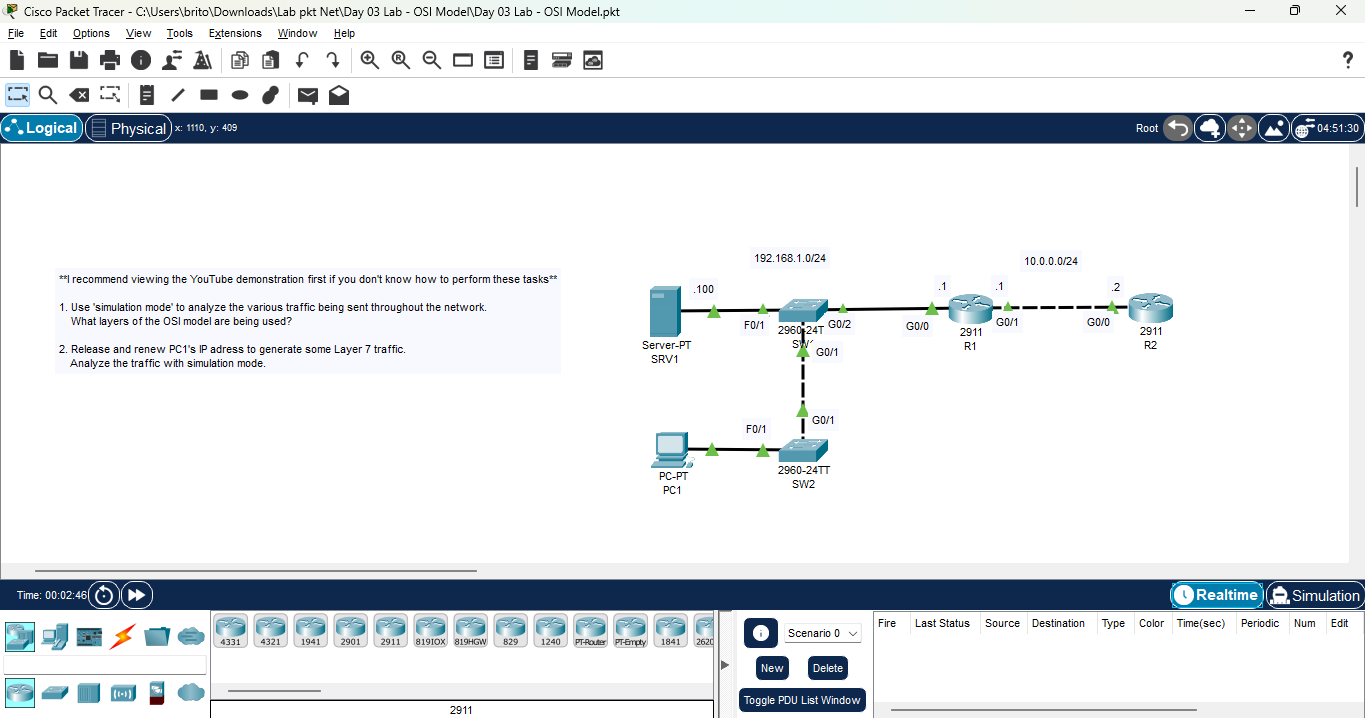 Cisco Packet Tracer - C:\Users\brito\Downloads\Lab pkt Net\Day 03 Lab - OSI Model\Day 03 Lab - OSI Model.pkt
File Edit Options View Tools Extensions Window Help
?
Logical Physical x: 1110, y: 409 Root 04:51:30
192.168.1.0/24
10.0.0.0/24
**I recommend viewing the YouTube demonstration first if you don't know how to perform these tasks**
1. Use 'simulation mode' to analyze the various traffic being sent throughout the network.
What layers of the OSI model are being used?
2. Release and renew PC1's IP adress to generate some Layer 7 traffic.
Analyze the traffic with simulation mode.
.100
.1
.1
.2
F0/1
G0/2
G0/0
G0/1
G0/0
Server-PT
SRV1
2960-24T
G0/1
2911
R1
2911
R2
G0/1
F0/1
PC-PT
PC1
2960-24TT
SW2
Time: 00:02:46 Realtime Simulation
4331 4321 1941 2901 2911 819IOX 819HGW 829 1240 PT-Router PT-Empty 1841 2620
2911
Scenario 0
New Delete
Toggle PDU List Window
Fire Last Status Source Destination Type Color Time(sec) Periodic Num Edit